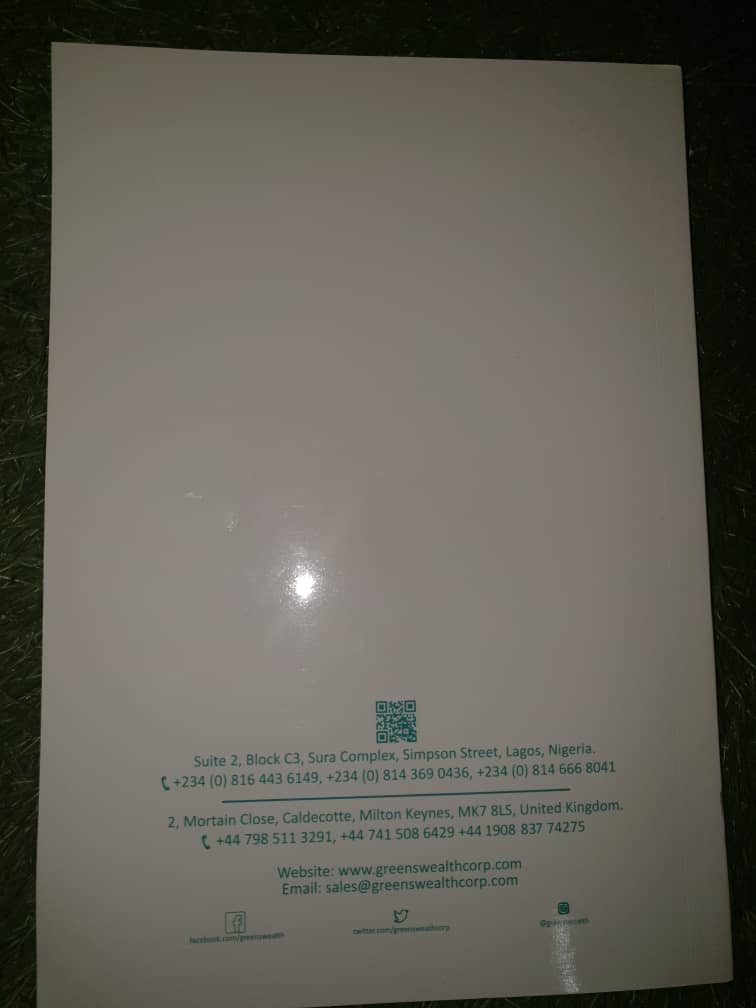 Suite 2, Block C3, Sura Complex, Simpson Street, Lagos, Nigeria.
+234 (0) 816 443 6149, +234 (0) 814 369 0436, +234 (0) 814 666 8041
2, Mortain Close, Caldecotte, Milton Keynes, MK7 8LS, United Kingdom.
+44 798 511 3291, +44 741 508 6429 +44 1908 837 74275
Website: www.greenswealthcorp.com
Email: sales@greenswealthcorp.com
facebook.com/greenswealth
twitter.com/greenswealthcorp